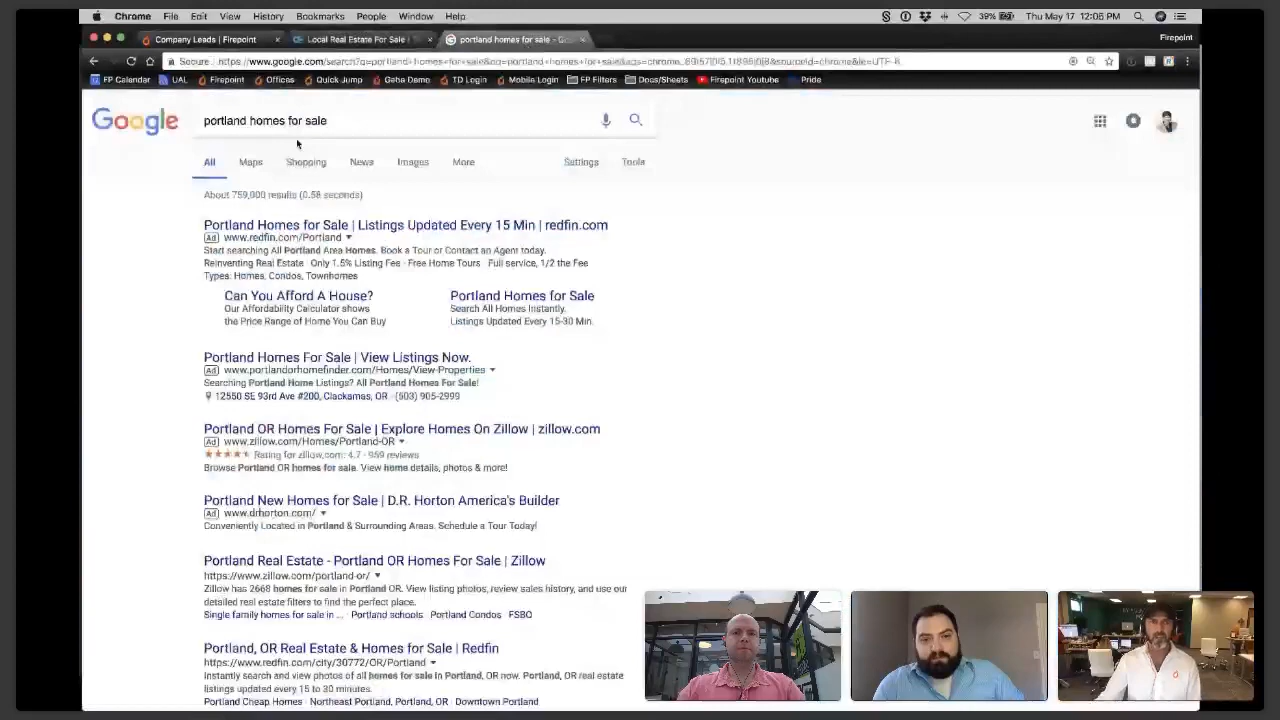 Chrome File Edit View History Bookmarks People Window Help 39% Thu May 17 12:06 PM
Company Leads | Firepoint
Local Real Estate For Sale
portland homes for sale - Goo
Firepoint
Secure
FP Calendar UAL Firepoint Offices Quick Jump Geha Demo TD Login Mobile Login FP Filters Docs/Sheets Firepoint Youtube Pride
Google portland homes for sale
All Maps Shopping News Images More Settings Tools
About 759,000 results (0.58 seconds)
Portland Homes for Sale | Listings Updated Every 15 Min | redfin.com
Ad www.redfin.com/Portland
Start searching All Portland Area Homes. Book a Tour or Contact an Agent today.
Reinventing Real Estate · Only 1.5% Listing Fee · Free Home Tours · Full service, 1/2 the Fee
Types: Homes, Condos, Townhomes
Can You Afford A House? Portland Homes for Sale
Our Affordability Calculator shows Search All Homes Instantly.
the Price Range of Home You Can Buy Listings Updated Every 15-30 Min.
Portland Homes For Sale | View Listings Now.
Ad www.portlandorhomefinder.com/Homes/View-Properties
Searching Portland Home Listings? All Portland Homes For Sale!
12550 SE 93rd Ave #200, Clackamas, OR · (503) 905-2999
Portland OR Homes For Sale | Explore Homes On Zillow | zillow.com
Ad www.zillow.com/Homes/Portland-OR
Rating for zillow.com: 4.7 - 959 reviews
Browse Portland OR homes for sale. View home details, photos & more!
Portland New Homes for Sale | D.R. Horton America's Builder
Ad www.drhorton.com/
Conveniently Located in Portland & Surrounding Areas. Schedule a Tour Today!
Portland Real Estate - Portland OR Homes For Sale | Zillow
https://www.zillow.com/portland-or/
Zillow has 2668 homes for sale in Portland OR. View listing photos, review sales history, and use our
detailed real estate filters to find the perfect place.
Single family homes for sale in ... · Portland schools · Portland Condos · FSBO
Portland, OR Real Estate & Homes for Sale | Redfin
https://www.redfin.com/city/30772/OR/Portland
Instantly search and view photos of all homes for sale in Portland, OR now. Portland, OR real estate
listings updated every 15 to 30 minutes.
Portland Cheap Homes · Northeast Portland, Portland, OR · Downtown Portland